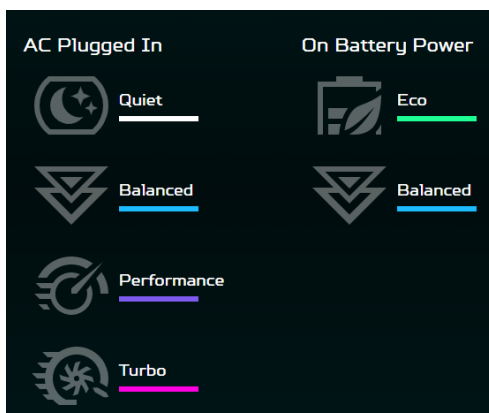 AC Plugged In
Quiet
Balanced
Performance
Turbo
On Battery Power
Eco
Balanced